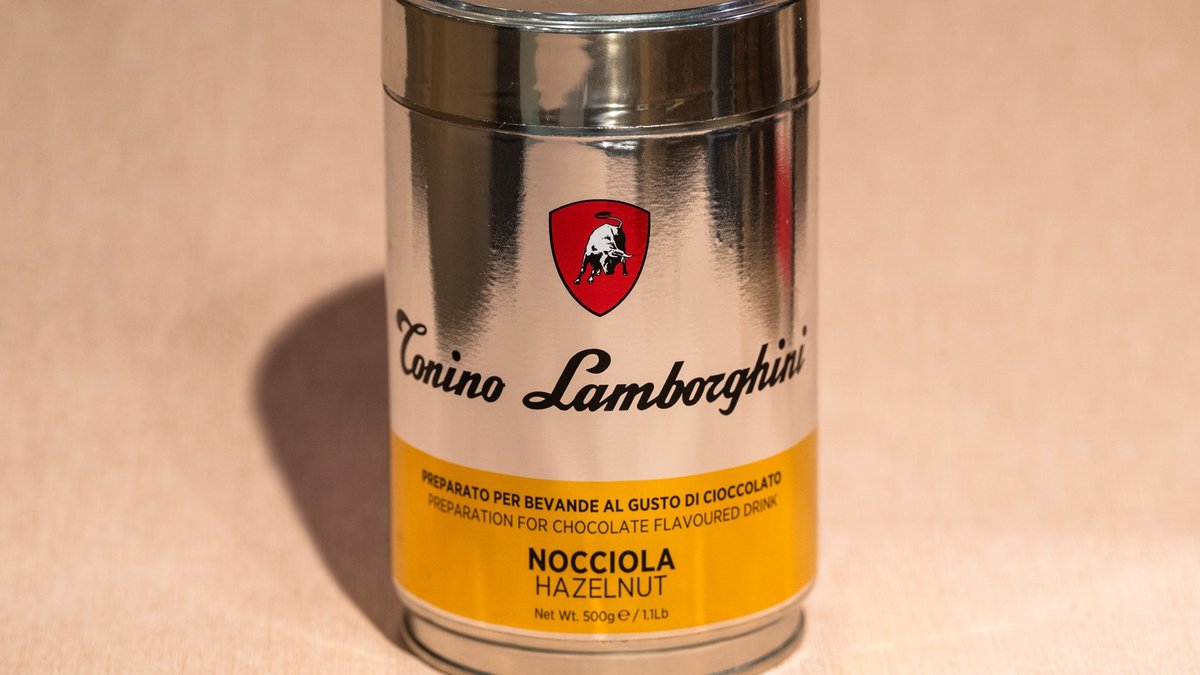 Tonino Lamborghini
PREPARATO PER BEVANDE AL GUSTO DI CIOCCOLATO
PREPARATION FOR CHOCOLATE FLAVOURED DRINK
NOCCIOLA
HAZELNUT
Net Wt. 500g ℮ / 1.1Lb